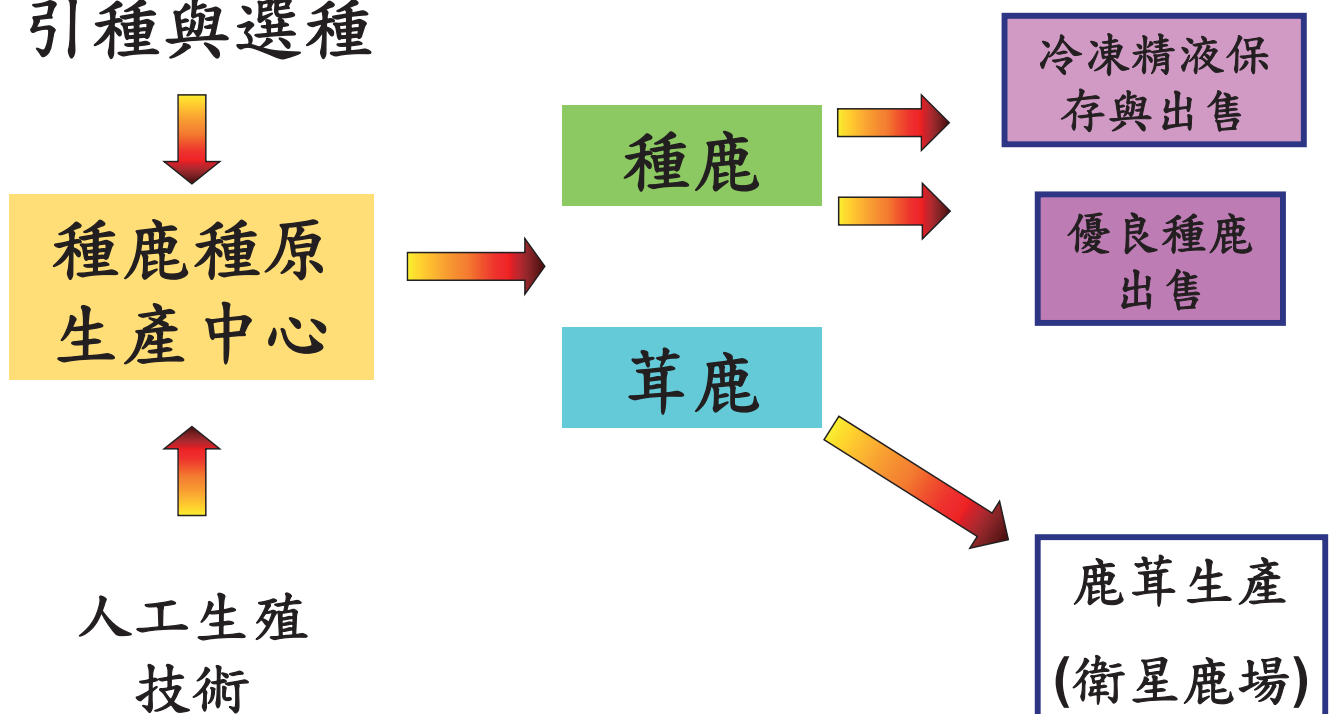 引種與選種
種鹿種原
生產中心
人工生殖
技術
種鹿
茸鹿
冷凍精液保
存與出售
優良種鹿
出售
鹿茸生產
(衛星鹿場)